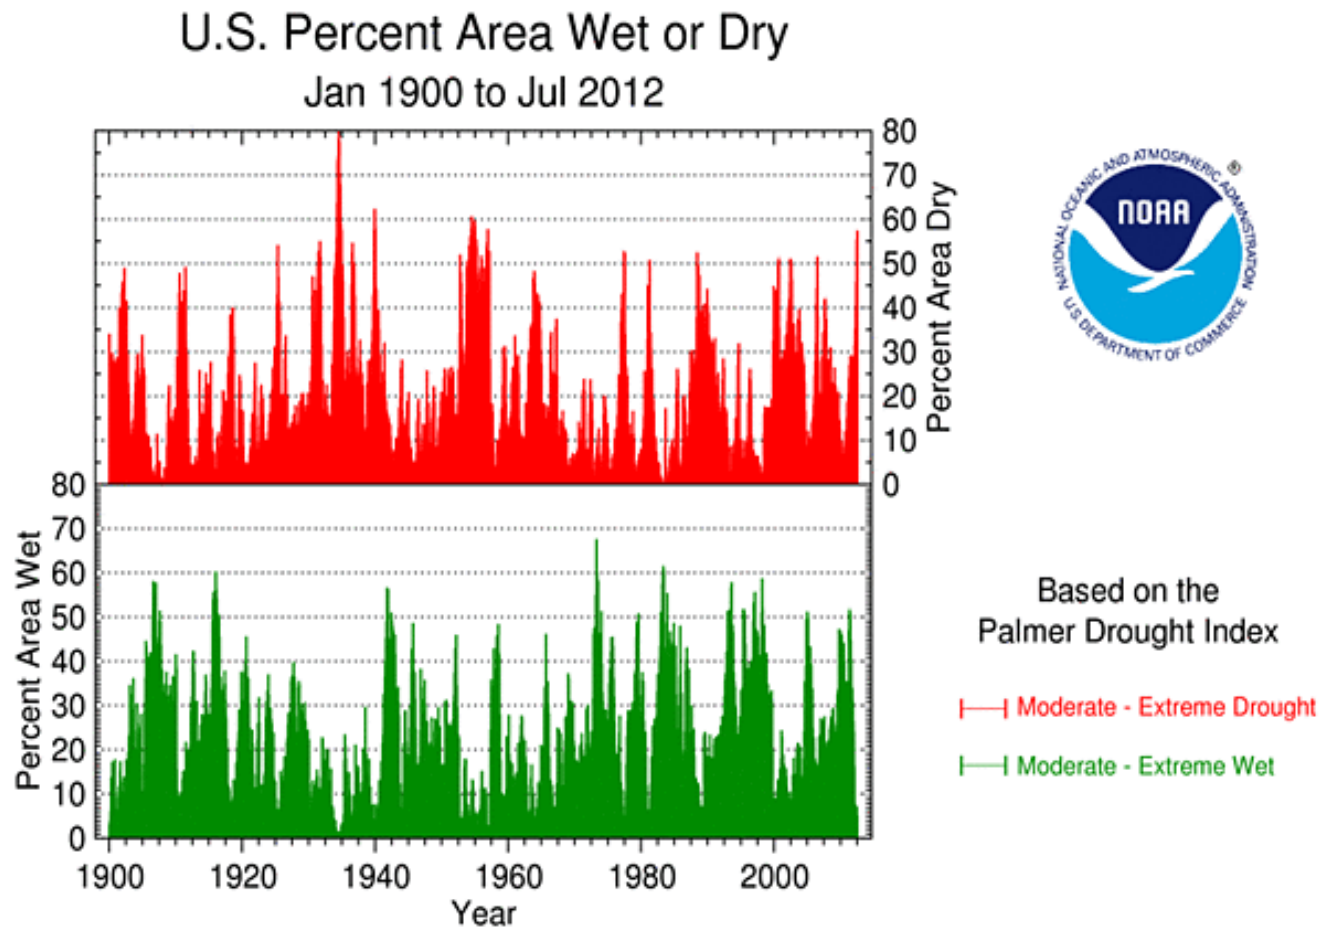 U.S. Percent Area Wet or Dry
Jan 1900 to Jul 2012
80
70
60
50
40
30
20
10
0
Percent Area Dry
80
70
60
50
40
30
20
10
0
Percent Area Wet
1900 1920 1940 1960 1980 2000
Year
NATIONAL OCEANIC AND ATMOSPHERIC ADMINISTRATION
®
NOAA
U.S. DEPARTMENT OF COMMERCE
Based on the
Palmer Drought Index
Moderate - Extreme Drought
Moderate - Extreme Wet